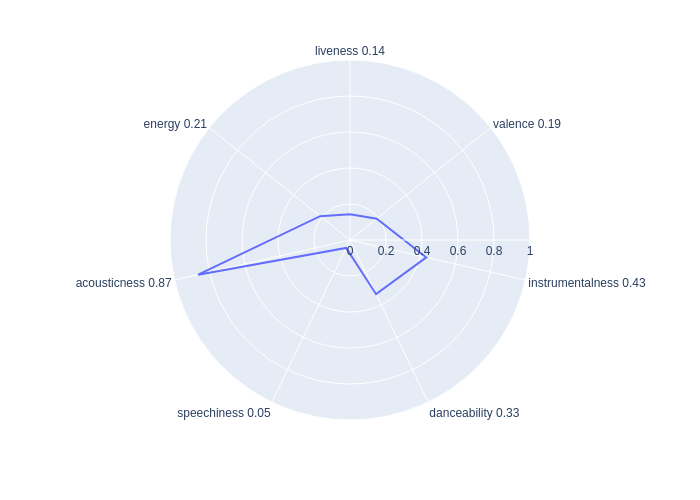 liveness 0.14
energy 0.21
valence 0.19
0 0.2 0.4 0.6 0.8 1
acousticness 0.87
instrumentalness 0.43
speechiness 0.05
danceability 0.33